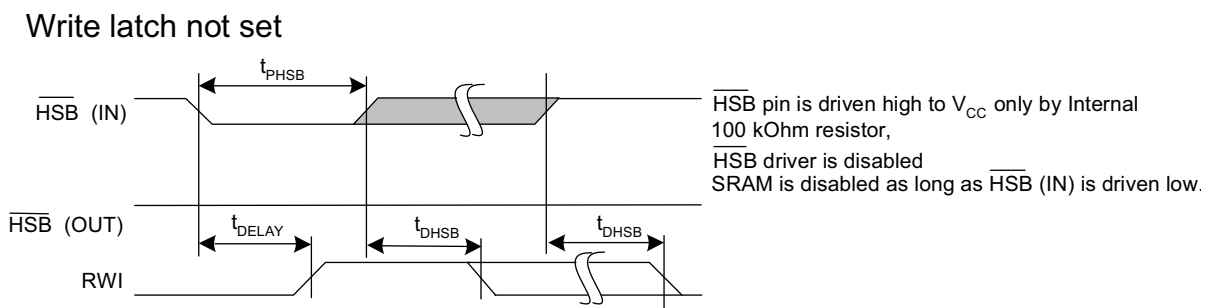 Write latch not set
tPHSB
HSB (IN)
HSB pin is driven high to VCC only by Internal
100 kOhm resistor,
HSB driver is disabled
SRAM is disabled as long as HSB (IN) is driven low.
HSB (OUT)
tDELAY
tDHSB
tDHSB
RWI